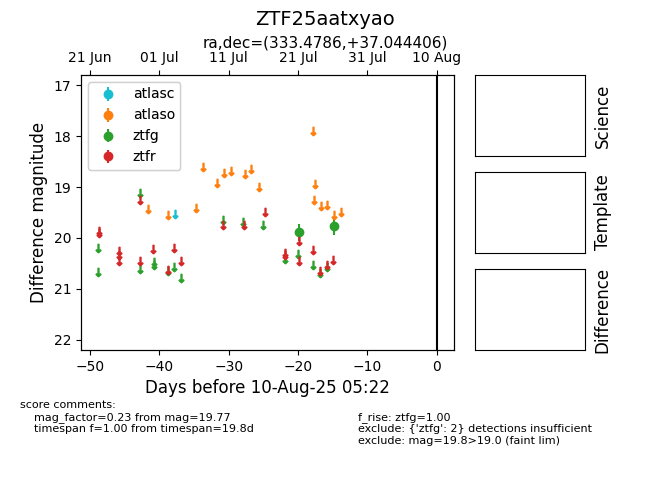 ZTF25aatxyao
ra,dec=(333.4786,+37.044406)
21 Jun 01 Jul 11 Jul 21 Jul 31 Jul 10 Aug
17
18
19
20
21
22
Difference magnitude
atlasc
atlaso
ztfg
ztfr
−50 −40 −30 −20 −10 0
Days before 10-Aug-25 05:22
Science
Template
Difference
score comments:
mag_factor=0.23 from mag=19.77
timespan f=1.00 from timespan=19.8d
f_rise: ztfg=1.00
exclude: {'ztfg': 2} detections insufficient
exclude: mag=19.8>19.0 (faint lim)